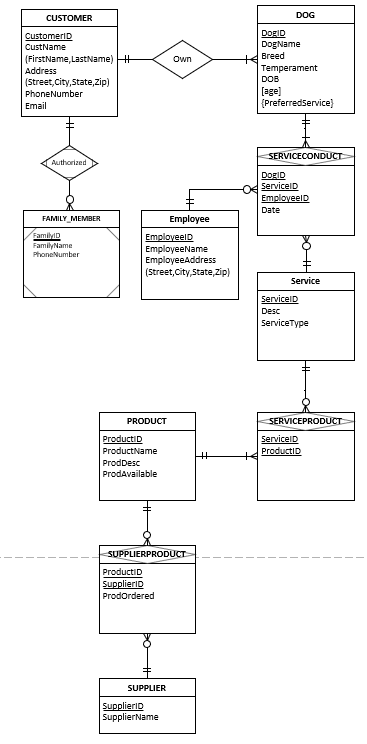 CUSTOMER
CustomerID
CustName
(FirstName,LastName)
Address
(Street,City,State,Zip)
PhoneNumber
Email
Own
DOG
DogID
DogName
Breed
Temperament
DOB
[age]
{PreferredService}
Authorized
FAMILY_MEMBER
FamilyID
FamilyName
PhoneNumber
Employee
EmployeeID
EmployeeName
EmployeeAddress
(Street,City,State,Zip)
SERVICECONDUCT
DogID
ServiceID
EmployeeID
Date
Service
ServiceID
Desc
ServiceType
PRODUCT
ProductID
ProductName
ProdDesc
ProdAvailable
SERVICEPRODUCT
ServiceID
ProductID
SUPPLIERPRODUCT
ProductID
SupplierID
ProdOrdered
SUPPLIER
SupplierID
SupplierName